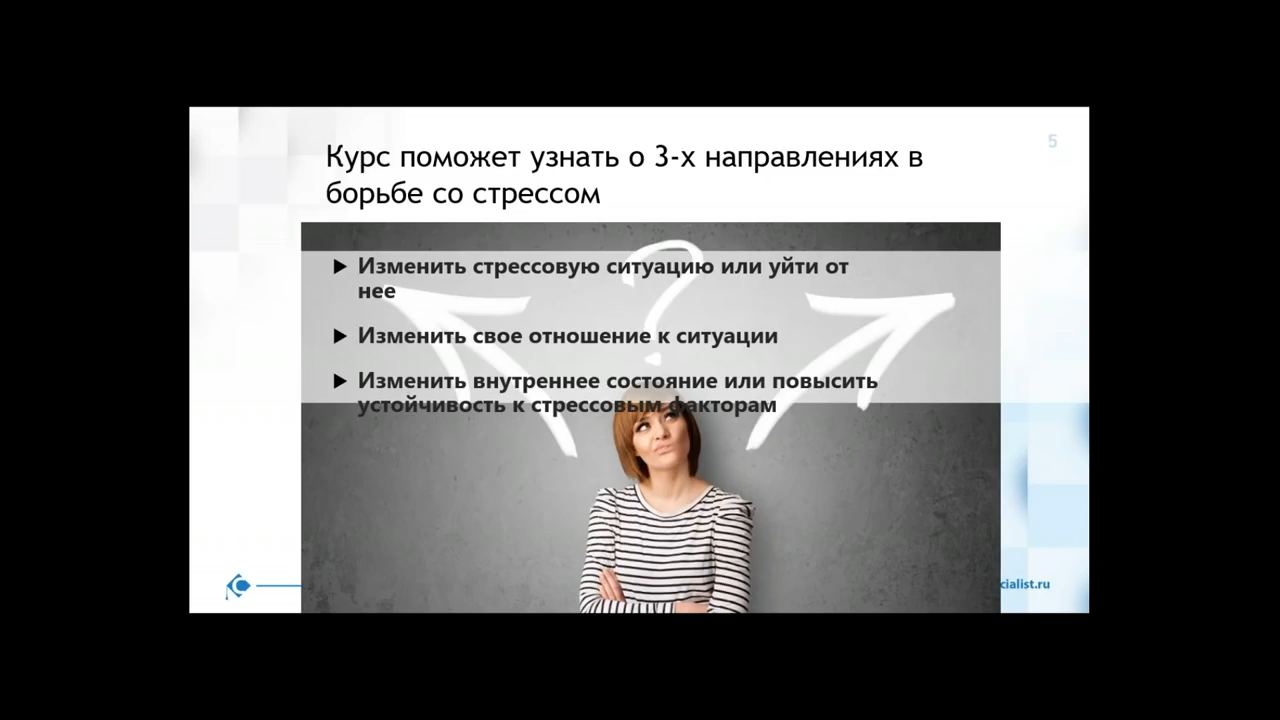 5
Курс поможет узнать о 3-х направлениях в
борьбе со стрессом
Изменить стрессовую ситуацию или уйти от
нее
Изменить свое отношение к ситуации
Изменить внутреннее состояние или повысить
устойчивость к стрессовым факторам
cialist.ru